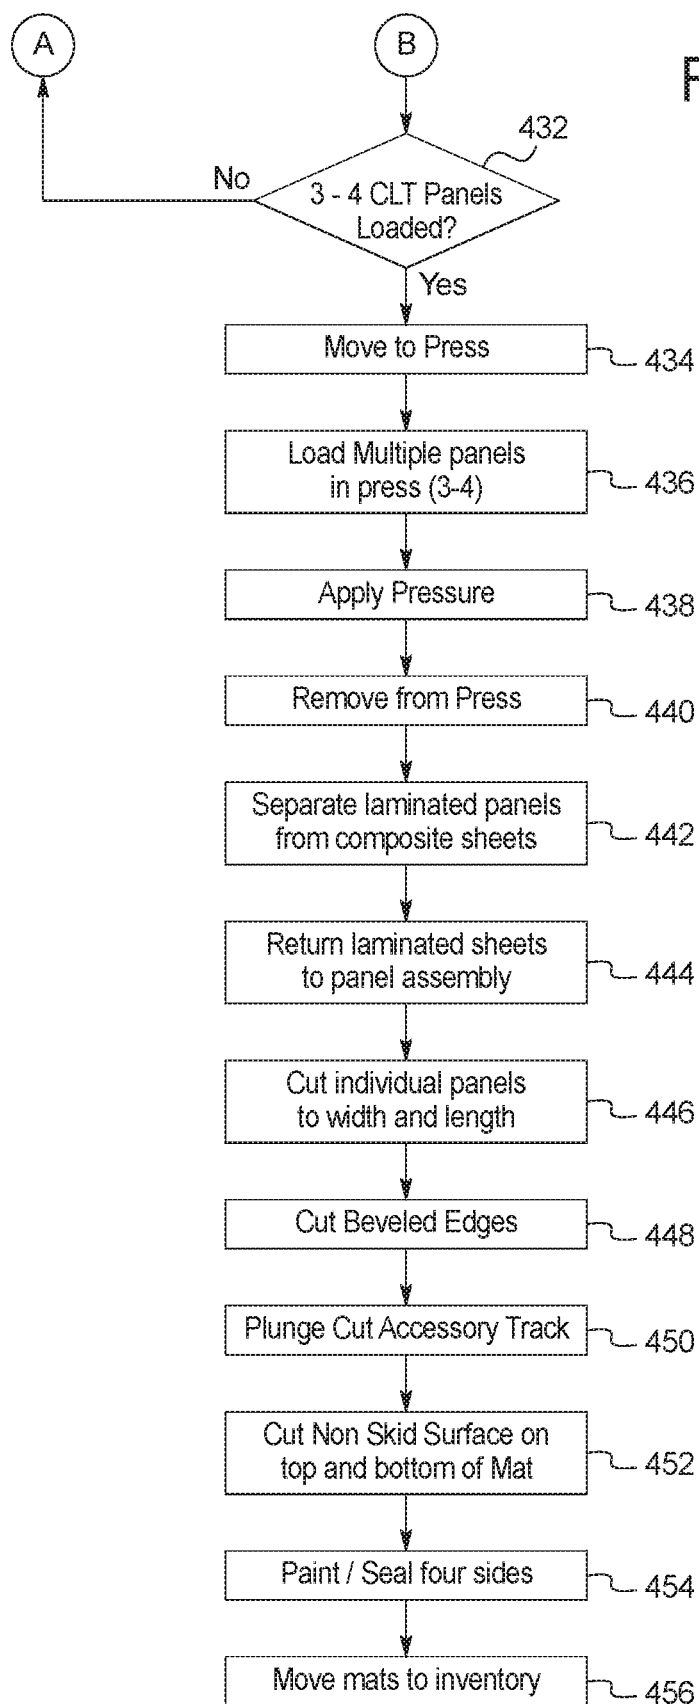 A
B
F
432
No
3 - 4 CLT Panels
Loaded?
Yes
Move to Press
434
Load Multiple panels
in press (3-4)
436
Apply Pressure
438
Remove from Press
440
Separate laminated panels
from composite sheets
442
Return laminated sheets
to panel assembly
444
Cut individual panels
to width and length
446
Cut Beveled Edges
448
Plunge Cut Accessory Track
450
Cut Non Skid Surface on
top and bottom of Mat
452
Paint / Seal four sides
454
Move mats to inventory
456